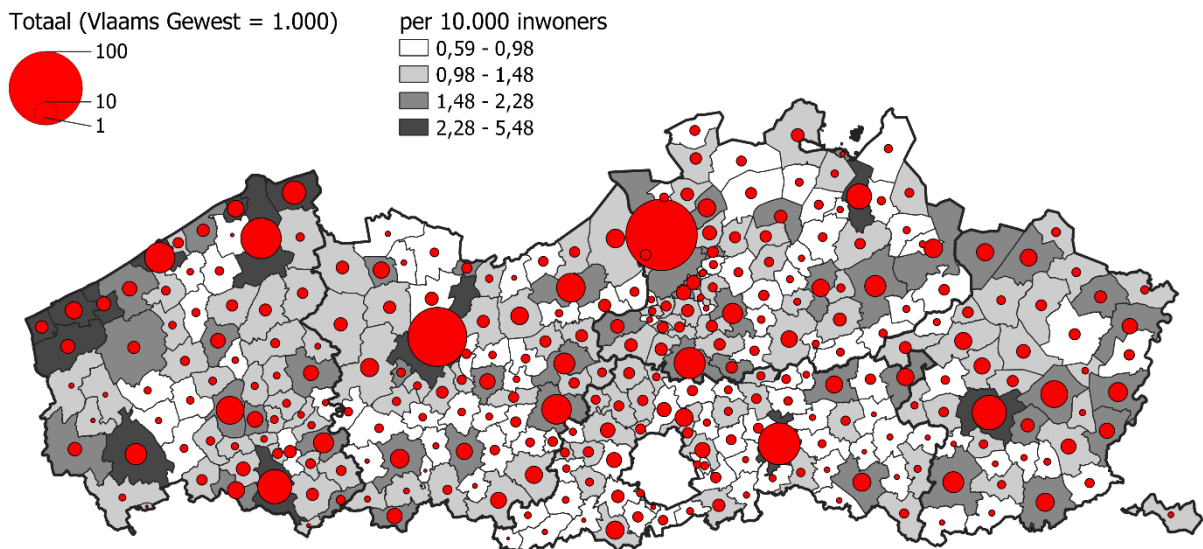 Totaal (Vlaams Gewest = 1.000)
100
10
1
per 10.000 inwoners
0,59 - 0,98
0,98 - 1,48
1,48 - 2,28
2,28 - 5,48